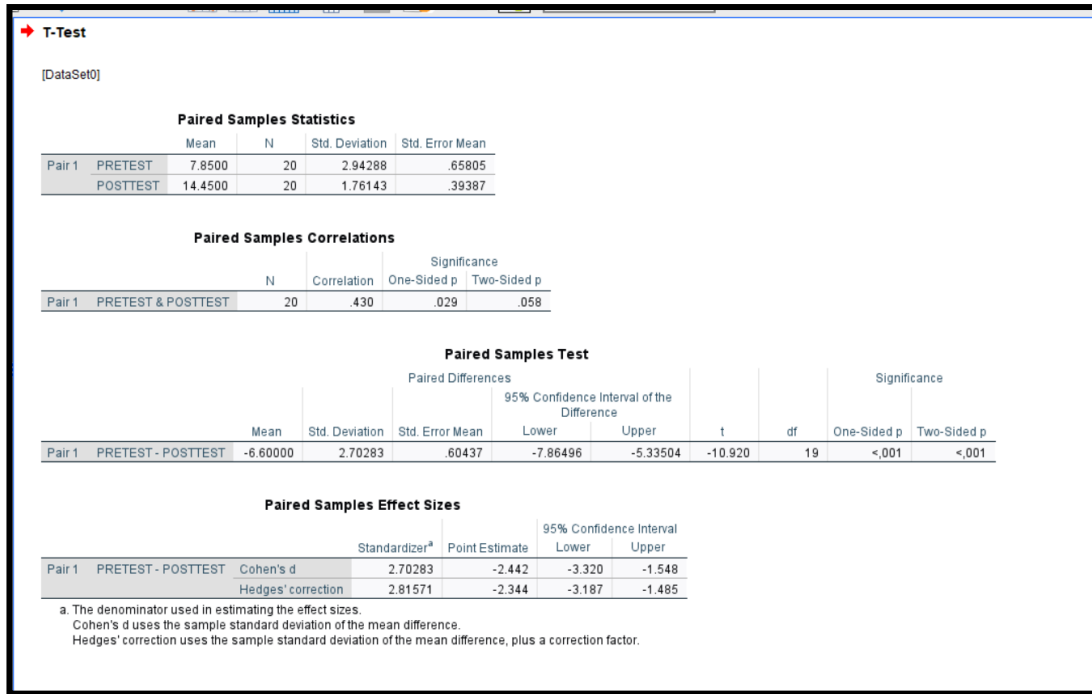 T-Test
[DataSet0]
Paired Samples Statistics
Mean N Std. Deviation Std. Error Mean
Pair 1 PRETEST 7.8500 20 2.94288 .65805
POSTTEST 14.4500 20 1.76143 .39387
Paired Samples Correlations
Significance
N Correlation One-Sided p Two-Sided p
Pair 1 PRETEST & POSTTEST 20 .430 .029 .058
Paired Samples Test
Paired Differences Significance
95% Confidence Interval of the
Difference
Mean Std. Deviation Std. Error Mean Lower Upper t df One-Sided p Two-Sided p
Pair 1 PRETEST - POSTTEST -6.60000 2.70283 .60437 -7.86496 -5.33504 -10.920 19 <,001 <,001
Paired Samples Effect Sizes
95% Confidence Interval
Standardizerᵃ Point Estimate Lower Upper
Pair 1 PRETEST - POSTTEST Cohen's d 2.70283 -2.442 -3.320 -1.548
Hedges' correction 2.81571 -2.344 -3.187 -1.485
a. The denominator used in estimating the effect sizes.
Cohen's d uses the sample standard deviation of the mean difference.
Hedges' correction uses the sample standard deviation of the mean difference, plus a correction factor.